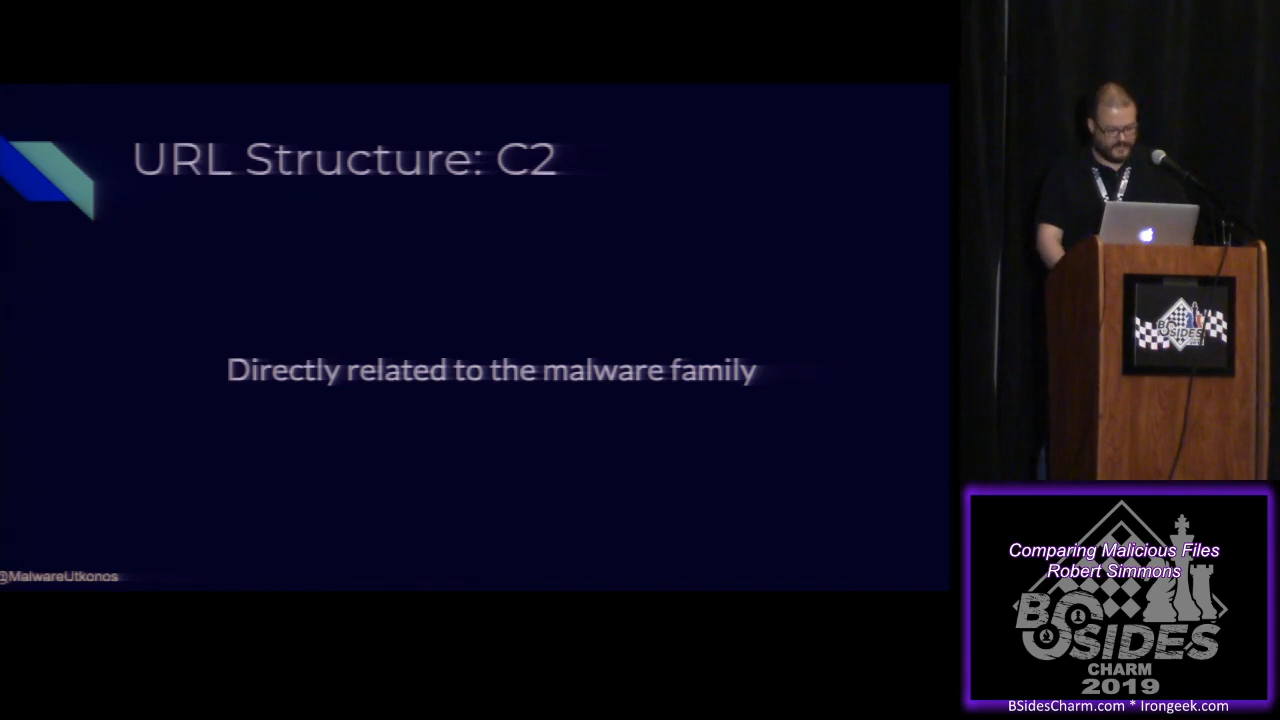 URL Structure: C2
Directly related to the malware family
@MalwareUtkonos
BSIDES
Comparing Malicious Files
Robert Simmons
BSIDES
CHARM
2019
BSidesCharm.com * Irongeek.com